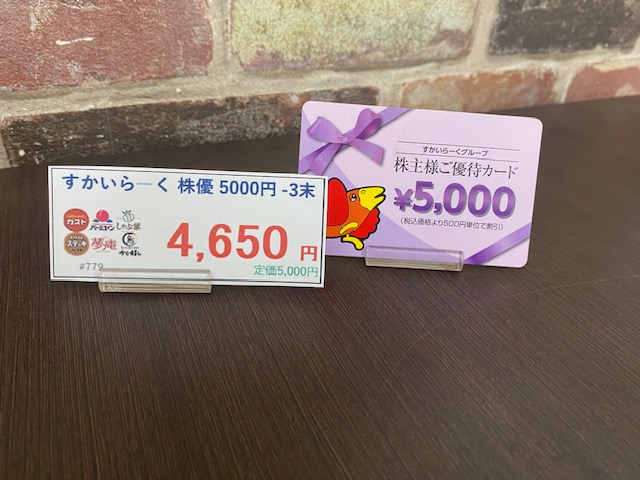 すかいらーく 株優 5000円 -3末
ガスト
バーミヤン
しゃぶ葉
ステーキ
ガスト
夢庵
4,650 円
#779
定価5,000円
すかいらーくグループ
株主様ご優待カード
¥5,000
(税込価格より500円単位で割引)